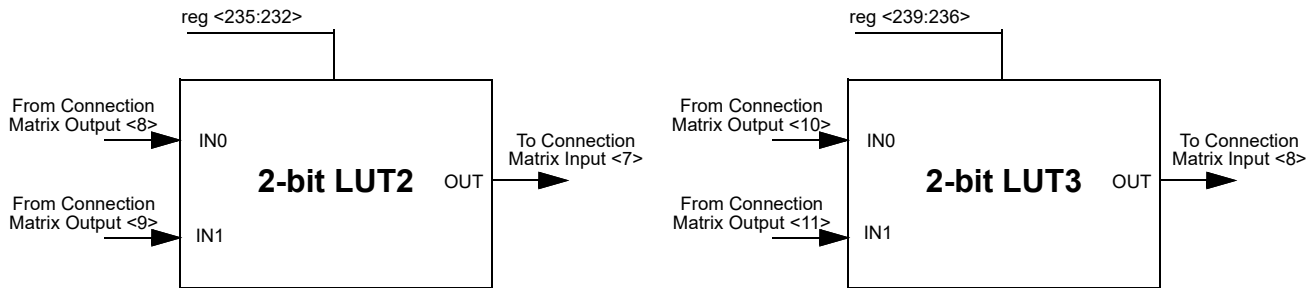 reg <235:232>
From Connection
Matrix Output <8>
IN0
2-bit LUT2
OUT
To Connection
Matrix Input <7>
From Connection
Matrix Output <9>
IN1
reg <239:236>
From Connection
Matrix Output <10>
IN0
2-bit LUT3
OUT
To Connection
Matrix Input <8>
From Connection
Matrix Output <11>
IN1